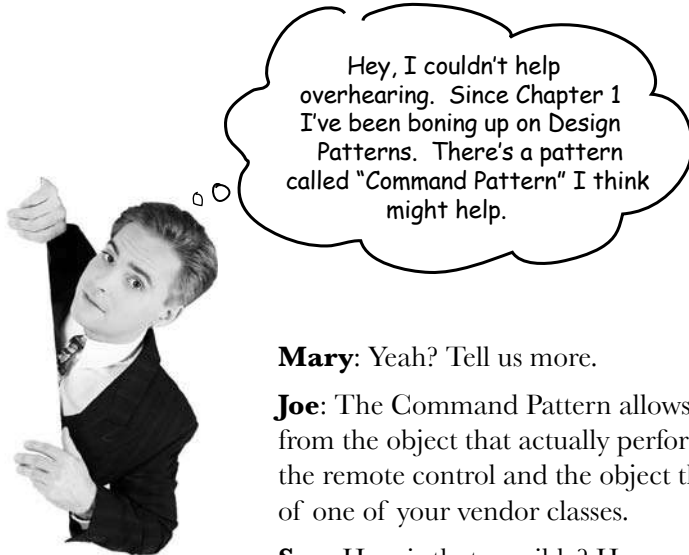 Hey, I couldn't help
overhearing. Since Chapter 1
I've been boning up on Design
Patterns. There's a pattern
called "Command Pattern" I think
might help.
Mary: Yeah? Tell us more.
Joe: The Command Pattern allows
from the object that actually perfor
the remote control and the object th
of one of your vendor classes.